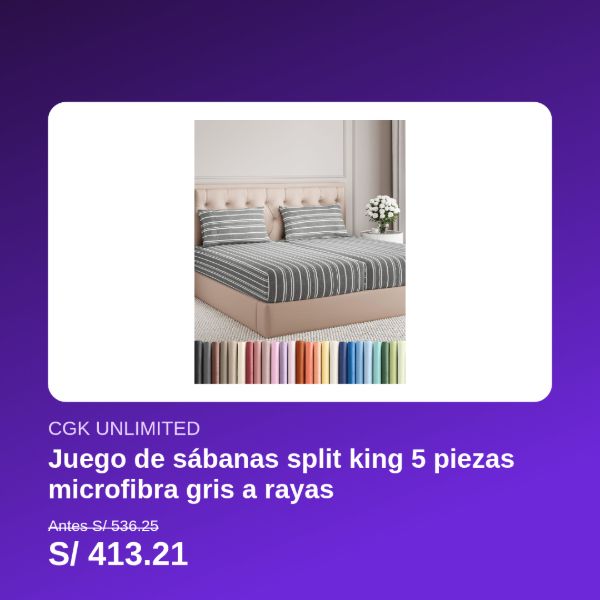 CGK UNLIMITED
Juego de sábanas split king 5 piezas
microfibra gris a rayas
Antes S/ 536.25
S/ 413.21